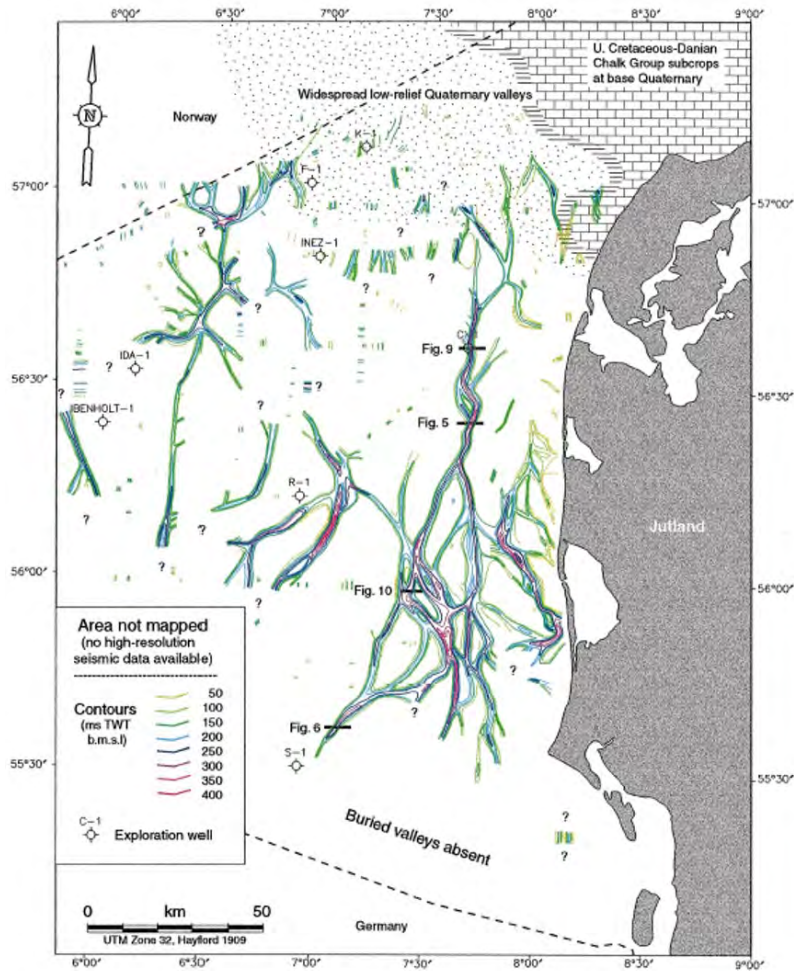 6°00' 6°30' 7°00' 7°30' 8°00' 8°30' 9°00'
U. Cretaceous-Danian
Chalk Group subcrops
at base Quaternary
Widespread low-relief Quaternary valleys
N
Norway
K-1
F-1
57°00'
57°00'
?
?
?
INEZ-1
?
?
?
C
Fig. 9
IDA-1
?
56°30'
56°30'
?
?
IBENHOLT-1
?
Fig. 5
R-1
?
?
Jutland
?
56°00'
56°00'
Fig. 10
?
Area not mapped
(no high-resolution
seismic data available)
Contours
(ms TWT
b.m.s.l)
50
100
150
200
250
300
350
400
C-1
Exploration well
?
?
Fig. 6
S-1
55°30'
55°30'
Buried valleys absent
?
?
0 km 50
UTM Zone 32, Hayford 1909
Germany
6°00' 6°30' 7°00' 7°30' 8°00' 8°30' 9°00'